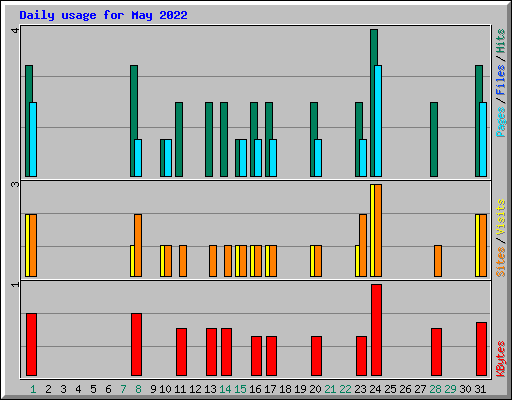 Daily usage for May 2022
4
3
1
Pages / Files / Hits
Sites / Visits
KBytes
1 2 3 4 5 6 7 8 9 10 11 12 13 14 15 16 17 18 19 20 21 22 23 24 25 26 27 28 29 30 31